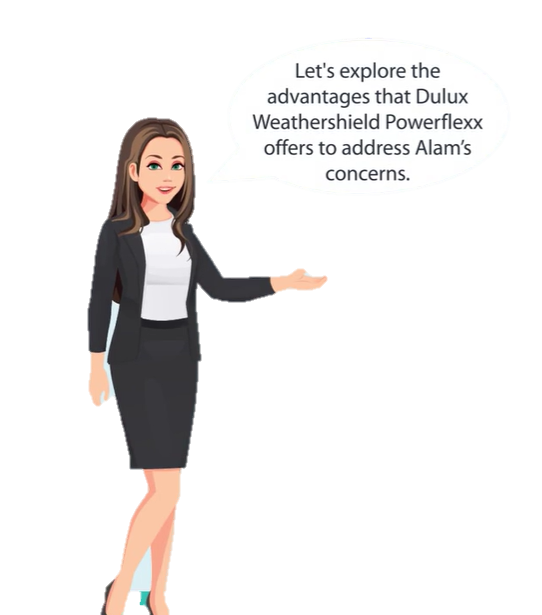 Let's explore the
advantages that Dulux
Weathershield Powerflexx
offers to address Alam’s
concerns.